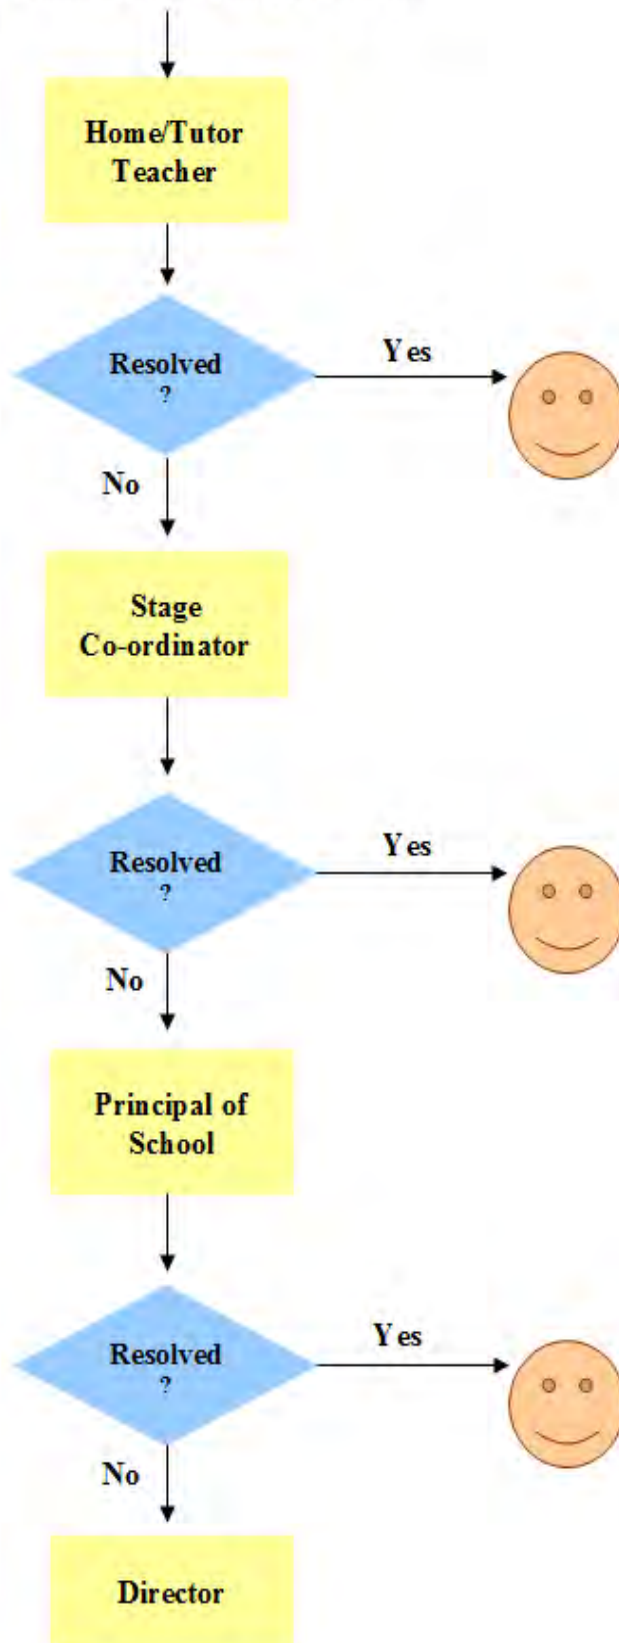 Home/Tutor
Teacher
Resolved
?
Yes
No
Stage
Co-ordinator
Resolved
?
Yes
No
Principal of
School
Resolved
?
Yes
No
Director